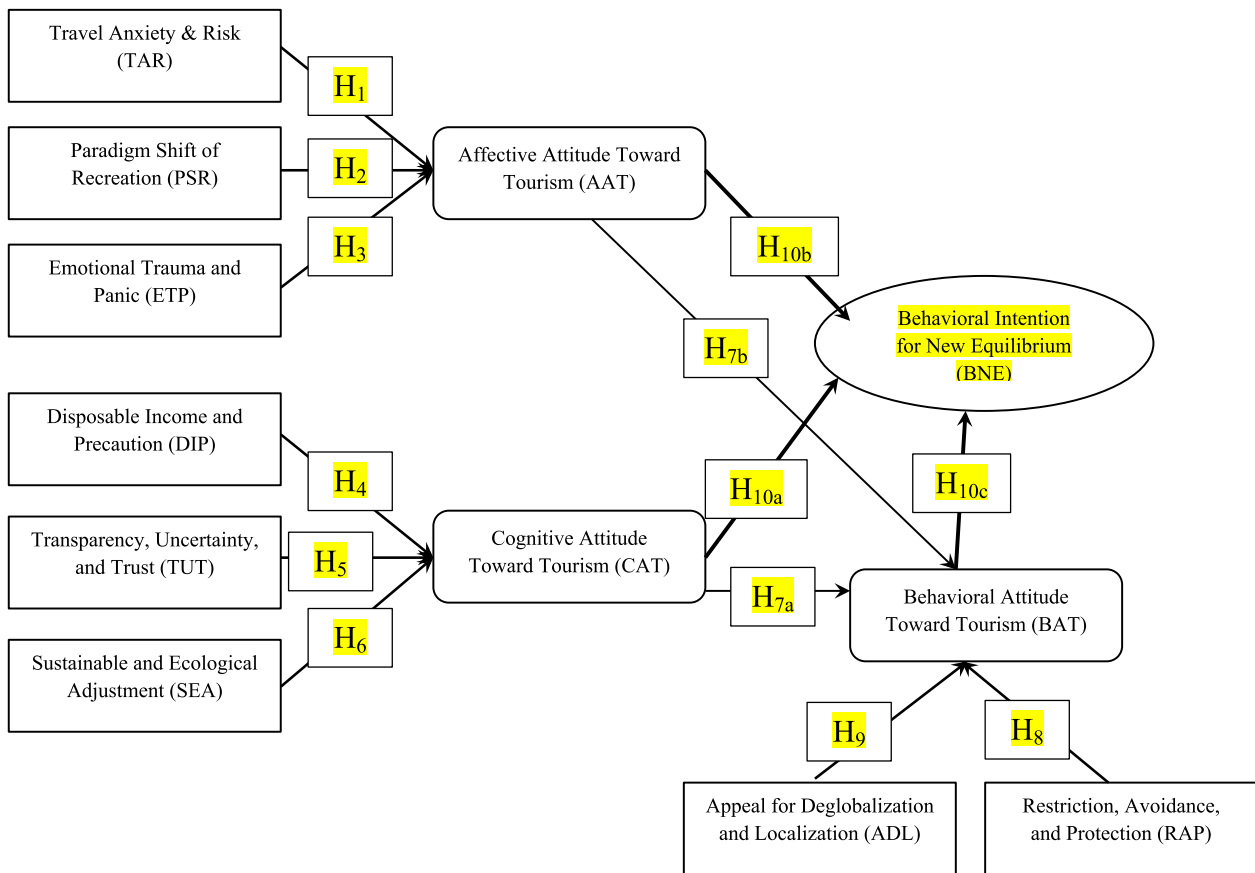 Travel Anxiety & Risk
(TAR)
H₁
Paradigm Shift of
Recreation (PSR)
H₂
Affective Attitude Toward
Tourism (AAT)
Emotional Trauma and
Panic (ETP)
H₃
H₁₀b
H₇b
Behavioral Intention
for New Equilibrium
(BNE)
Disposable Income and
Precaution (DIP)
H₄
H₁₀a
H₁₀c
Transparency, Uncertainty,
and Trust (TUT)
H₅
Cognitive Attitude
Toward Tourism (CAT)
H₇a
Behavioral Attitude
Toward Tourism (BAT)
Sustainable and Ecological
Adjustment (SEA)
H₆
H₉
H₈
Appeal for Deglobalization
and Localization (ADL)
Restriction, Avoidance,
and Protection (RAP)